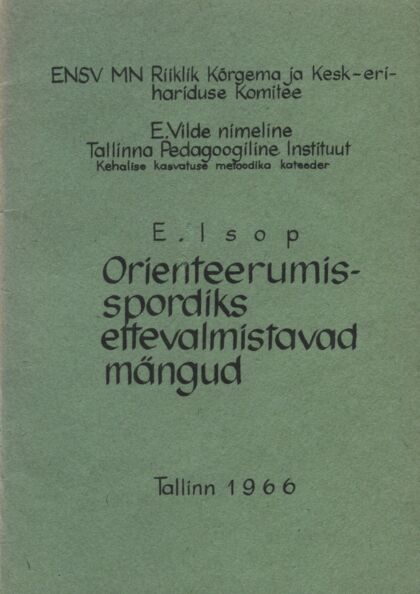 ENSV MN Riiklik Kõrgema ja Kesk-eri-
hariduse Komitee
E.Vilde nimeline
Tallinna Pedagoogiline Instituut
Kehalise kasvatuse metoodika kateeder
E. Isop
Orienteerumis-
spordiks
ettevalmistavad
mängud
Tallinn 1966